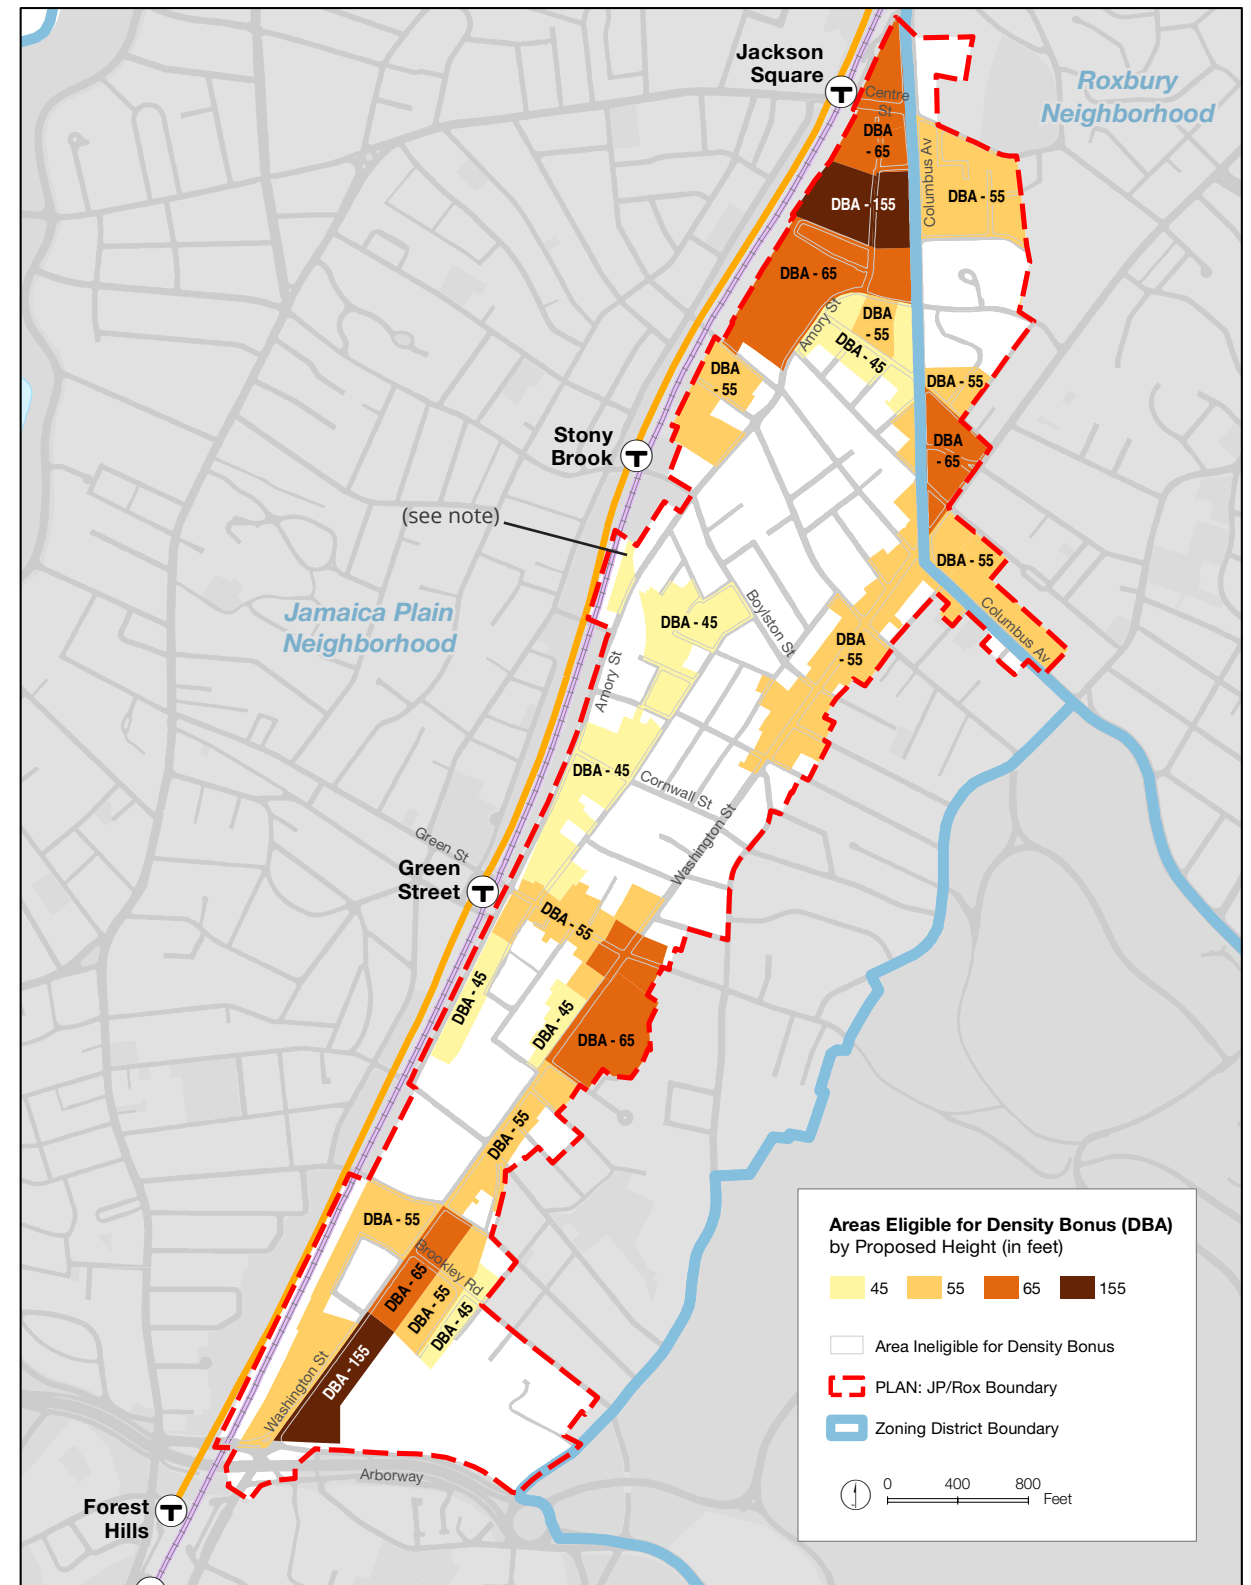 Jackson
Square
T
Roxbury
Neighborhood
Centre
St
DBA
- 65
Columbus Av
DBA - 155
DBA - 55
DBA - 65
Amory St
DBA
- 55
DBA - 45
DBA
- 55
DBA - 55
Stony
Brook
T
DBA
- 65
(see note)
DBA - 55
Jamaica Plain
Neighborhood
DBA - 45
Boylston St
Columbus Av
DBA
- 55
Amory St
DBA - 45
Cornwall St
Washington St
Green St
Green
Street
T
DBA - 55
DBA - 45
DBA - 45
DBA - 65
DBA - 55
DBA - 55
Brookley Rd
DBA - 65
DBA - 55
DBA - 45
DBA - 155
Washington St
Arborway
Forest
Hills
T
Areas Eligible for Density Bonus (DBA)
by Proposed Height (in feet)
45 55 65 155
Area Ineligible for Density Bonus
PLAN: JP/Rox Boundary
Zoning District Boundary
0 400 800
Feet